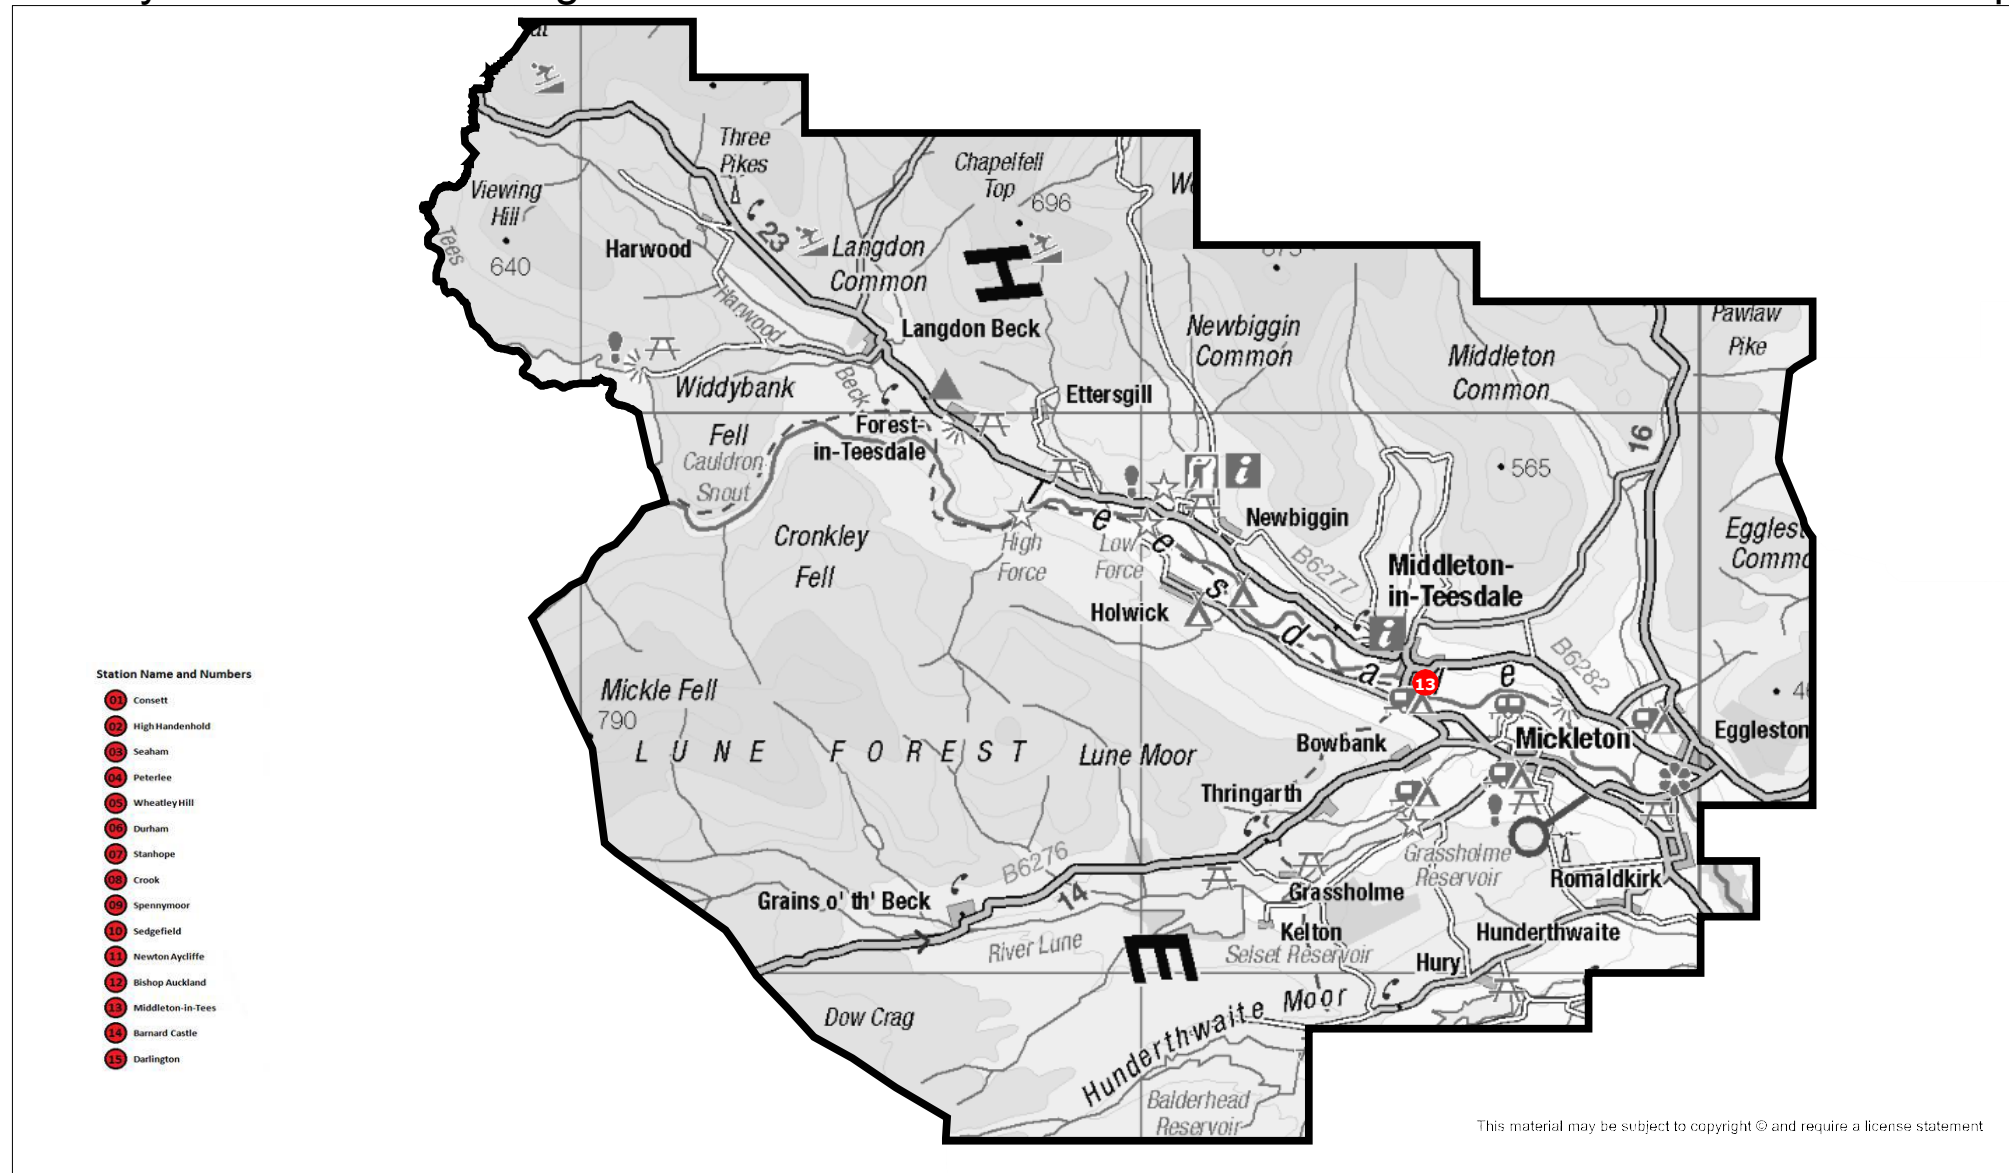 Three
Pikes
Chapelfell
Top
696
Viewing
Hill
640
Tees
Harwood
23
Langdon
Common
H
Harwood
Beck
Langdon Beck
Newbiggin
Common
Middleton
Common
Pawlaw
Pike
Widdybank
Fell
Ettersgill
Forest-
in-Teesdale
Cauldron
Snout
16
565
Cronkley
Fell
High
Force
Low
Force
Newbiggin
B6277
Middleton-
in-Teesdale
Holwick
e e s d a l e
B6282
13
Mickle Fell
790
LUNE FOREST
Lune Moor
Bowbank
Mickleton
Eggleston
Thringarth
Grassholme
Reservoir
Romaldkirk
B6276
14
Grains o' th' Beck
Grassholme
Kelton
Hunderthwaite
River Lune
Selset Reservoir
Hury
E
Dow Crag
Hunderthwaite Moor
Balderhead
Reservoir
Station Name and Numbers
01 Consett
02 High Handenhold
03 Seaham
04 Peterlee
05 Wheatley Hill
06 Durham
07 Stanhope
08 Crook
09 Spennymoor
10 Sedgefield
11 Newton Aycliffe
12 Bishop Auckland
13 Middleton-in-Tees
14 Barnard Castle
15 Darlington
This material may be subject to copyright © and require a license statement